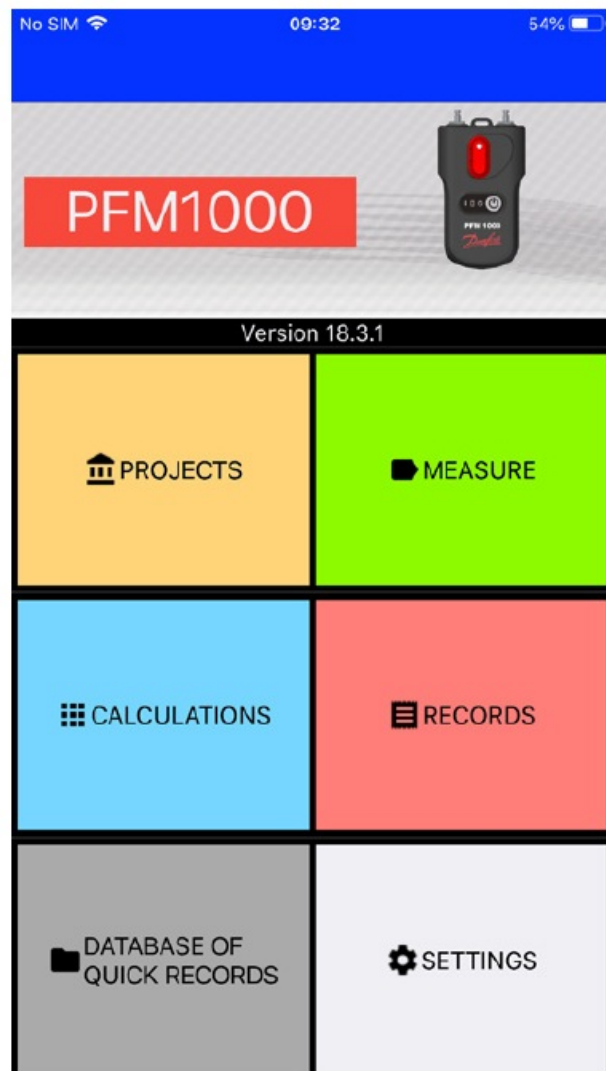 No SIM 09:32 54%
PFM1000
PFM 1000
Danfoss
Version 18.3.1
PROJECTS
MEASURE
CALCULATIONS
RECORDS
DATABASE OF
QUICK RECORDS
SETTINGS